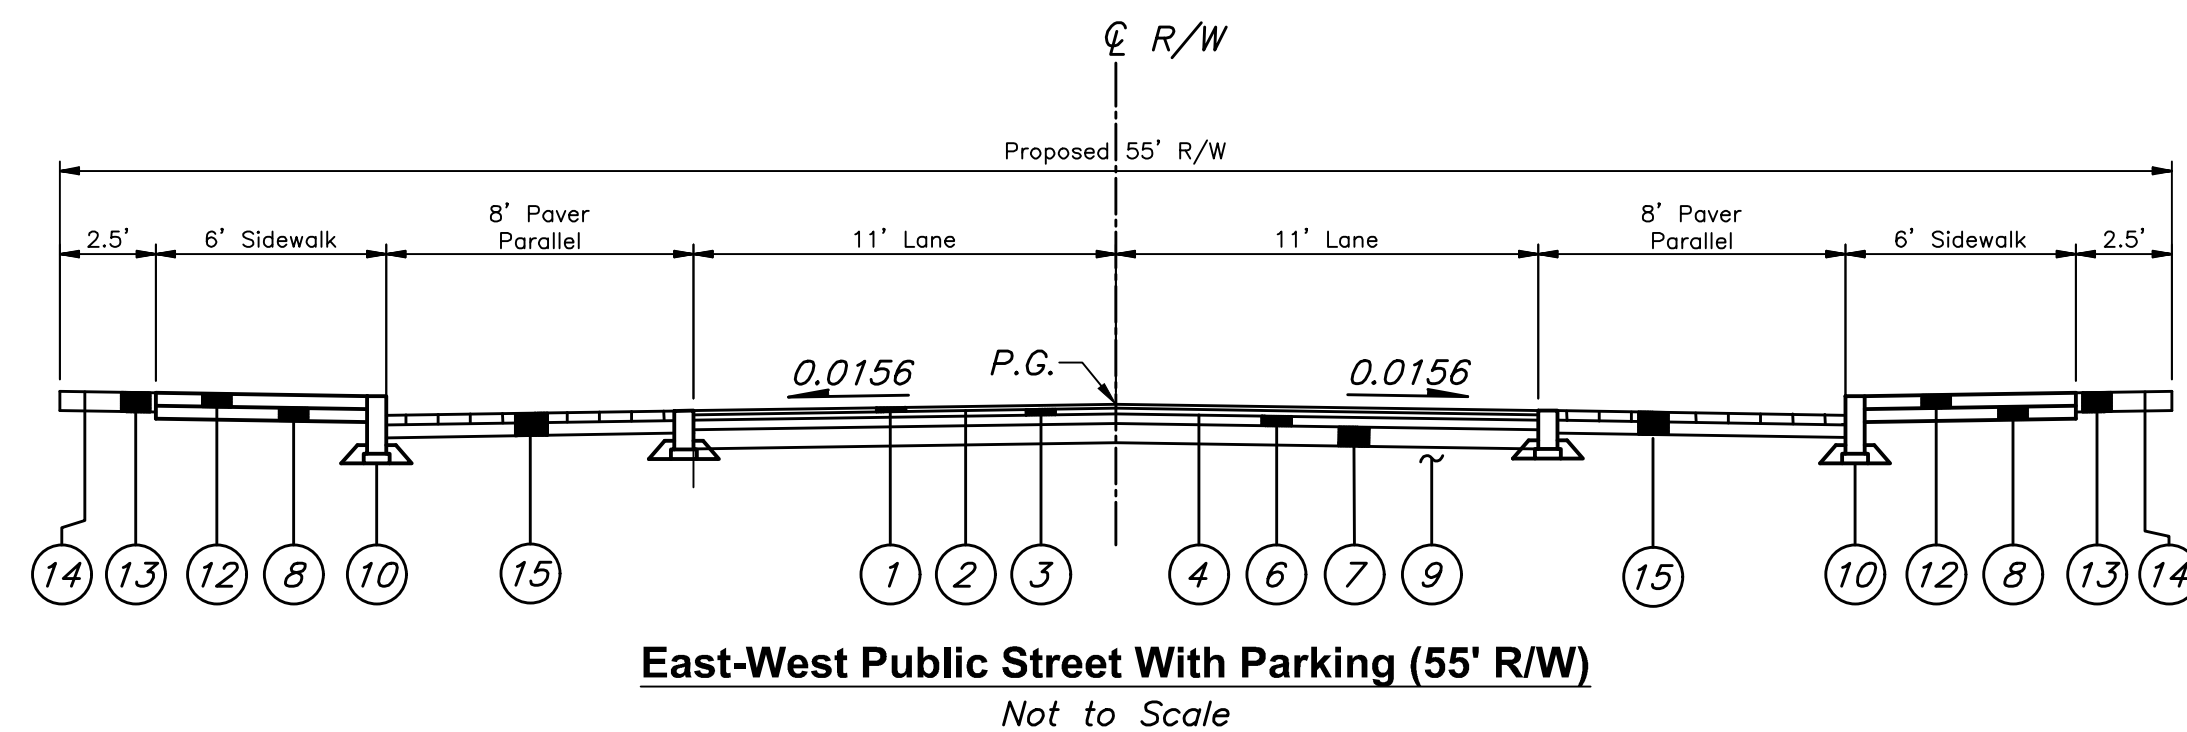 ℄ R/W
Proposed 55' R/W
8' Paver
Parallel
8' Paver
Parallel
2.5'
6' Sidewalk
11' Lane
11' Lane
6' Sidewalk
2.5'
0.0156
P.G.
0.0156
14 13 12 8 10 15 1 2 3 4 6 7 9 15 10 12 8 13 14
East-West Public Street With Parking (55' R/W)
Not to Scale